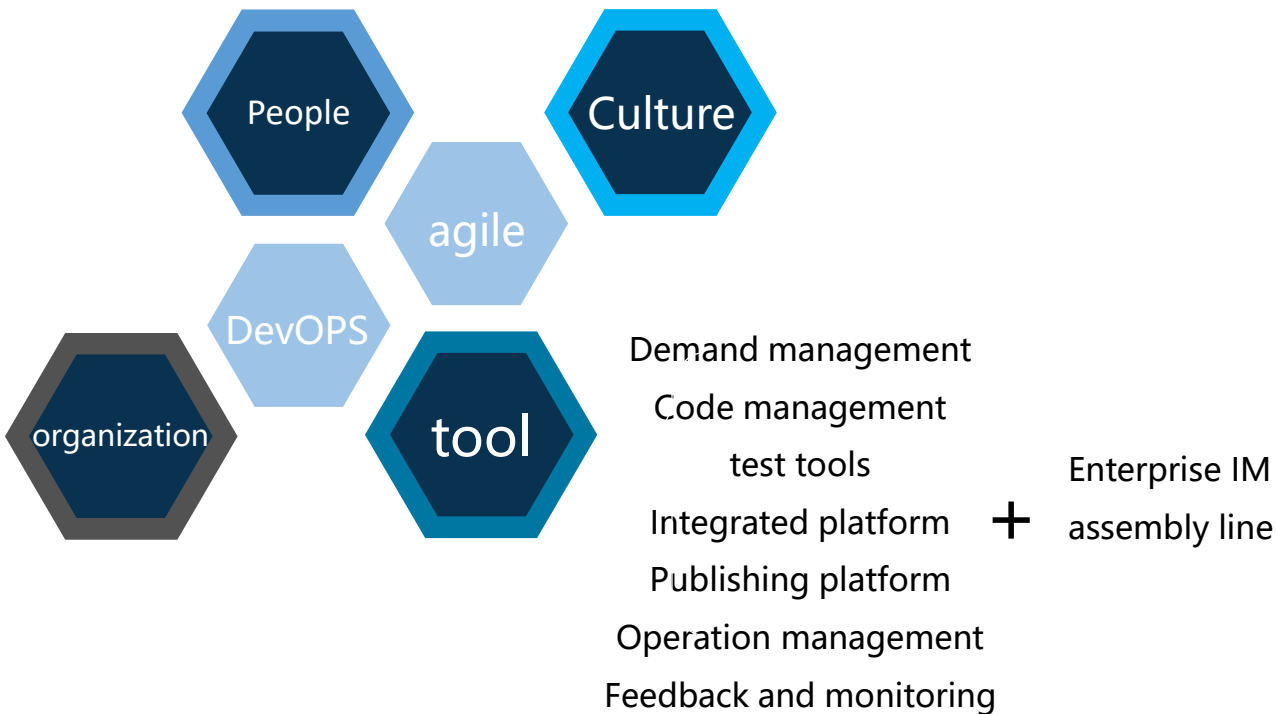 People
Culture
agile
DevOPS
organization
tool
Demand management
Code management
test tools
Integrated platform
Publishing platform
Operation management
Feedback and monitoring
+
Enterprise IM
assembly line